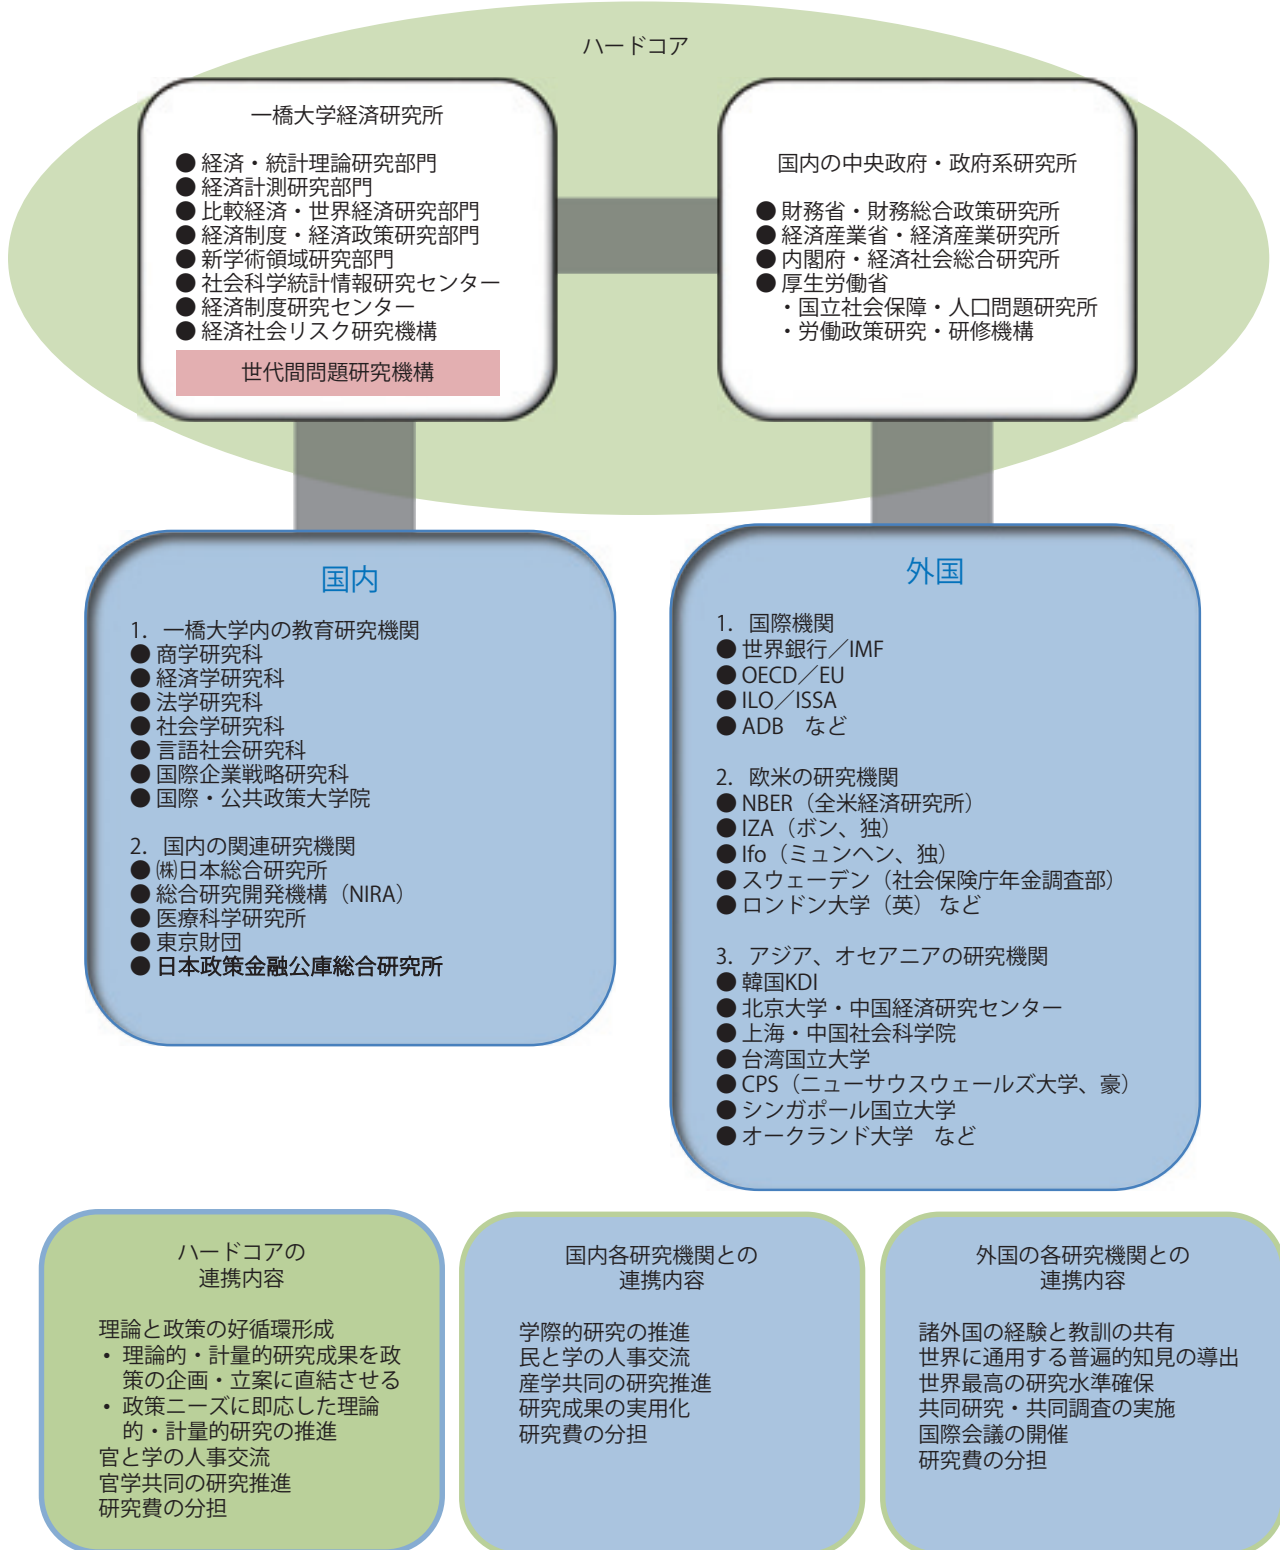 ハードコア
一橋大学経済研究所
● 経済・統計理論研究部門
● 経済計測研究部門
● 比較経済・世界経済研究部門
● 経済制度・経済政策研究部門
● 新学術領域研究部門
● 社会科学統計情報研究センター
● 経済制度研究センター
● 経済社会リスク研究機構
世代間問題研究機構
国内の中央政府・政府系研究所
● 財務省・財務総合政策研究所
● 経済産業省・経済産業研究所
● 内閣府・経済社会総合研究所
● 厚生労働省
・国立社会保障・人口問題研究所
・労働政策研究・研修機構
国内
1. 一橋大学内の教育研究機関
● 商学研究科
● 経済学研究科
● 法学研究科
● 社会学研究科
● 言語社会研究科
● 国際企業戦略研究科
● 国際・公共政策大学院
2. 国内の関連研究機関
● ㈱日本総合研究所
● 総合研究開発機構（NIRA）
● 医療科学研究所
● 東京財団
● 日本政策金融公庫総合研究所
外国
1. 国際機関
● 世界銀行／IMF
● OECD／EU
● ILO／ISSA
● ADB など
2. 欧米の研究機関
● NBER（全米経済研究所）
● IZA（ボン、独）
● Ifo（ミュンヘン、独）
● スウェーデン（社会保険庁年金調査部）
● ロンドン大学（英）など
3. アジア、オセアニアの研究機関
● 韓国KDI
● 北京大学・中国経済研究センター
● 上海・中国社会科学院
● 台湾国立大学
● CPS（ニューサウスウェールズ大学、豪）
● シンガポール国立大学
● オークランド大学 など
ハードコアの
連携内容
理論と政策の好循環形成
• 理論的・計量的研究成果を政
策の企画・立案に直結させる
• 政策ニーズに即応した理論
的・計量的研究の推進
官と学の人事交流
官学共同の研究推進
研究費の分担
国内各研究機関との
連携内容
学際的研究の推進
民と学の人事交流
産学共同の研究推進
研究成果の実用化
研究費の分担
外国の各研究機関との
連携内容
諸外国の経験と教訓の共有
世界に通用する普遍的知見の導出
世界最高の研究水準確保
共同研究・共同調査の実施
国際会議の開催
研究費の分担